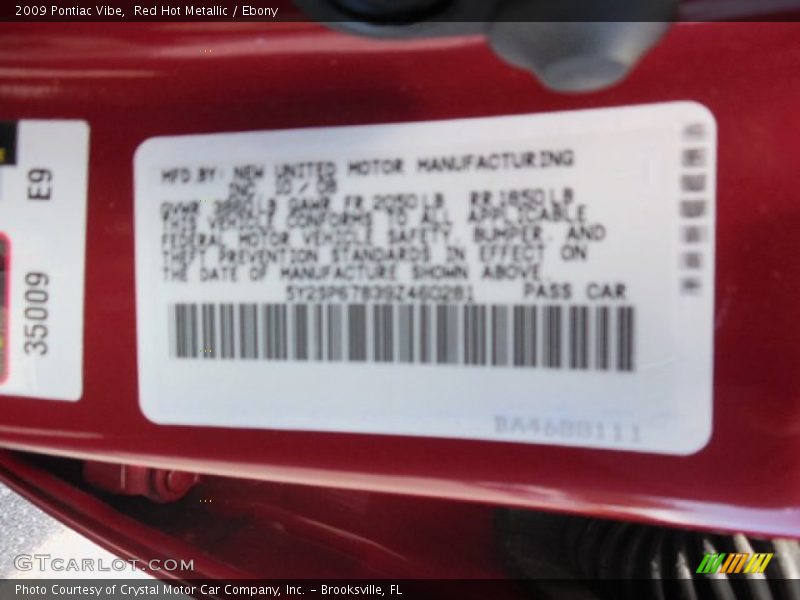 2009 Pontiac Vibe,  Red Hot Metallic / Ebony
E9
35009
MFD.BY: NEW UNITED MOTOR MANUFACTURING
INC 10/08
GVWR LB GAWR FR.2050LB RR.1850LB
THIS VEHICLE CONFORMS TO ALL APPLICABLE
FEDERAL MOTOR VEHICLE SAFETY, BUMPER, AND
THEFT PREVENTION STANDARDS IN EFFECT ON
THE DATE OF MANUFACTURE SHOWN ABOVE.
5Y2SP67839Z460281 PASS CAR
GTCARLOT.COM
Photo Courtesy of Crystal Motor Car Company, Inc. – Brooksville, FL